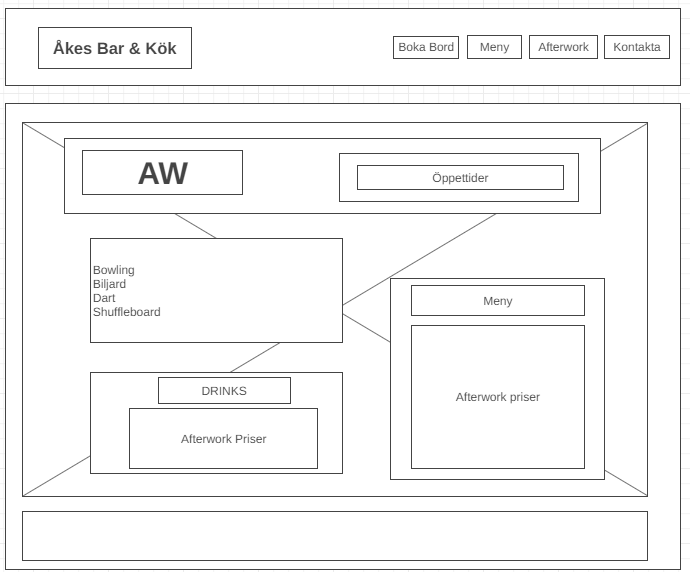 Åkes Bar & Kök
Boka Bord
Meny
Afterwork
Kontakta
AW
Öppettider
Bowling
Biljard
Dart
Shuffleboard
Meny
Afterwork priser
DRINKS
Afterwork Priser